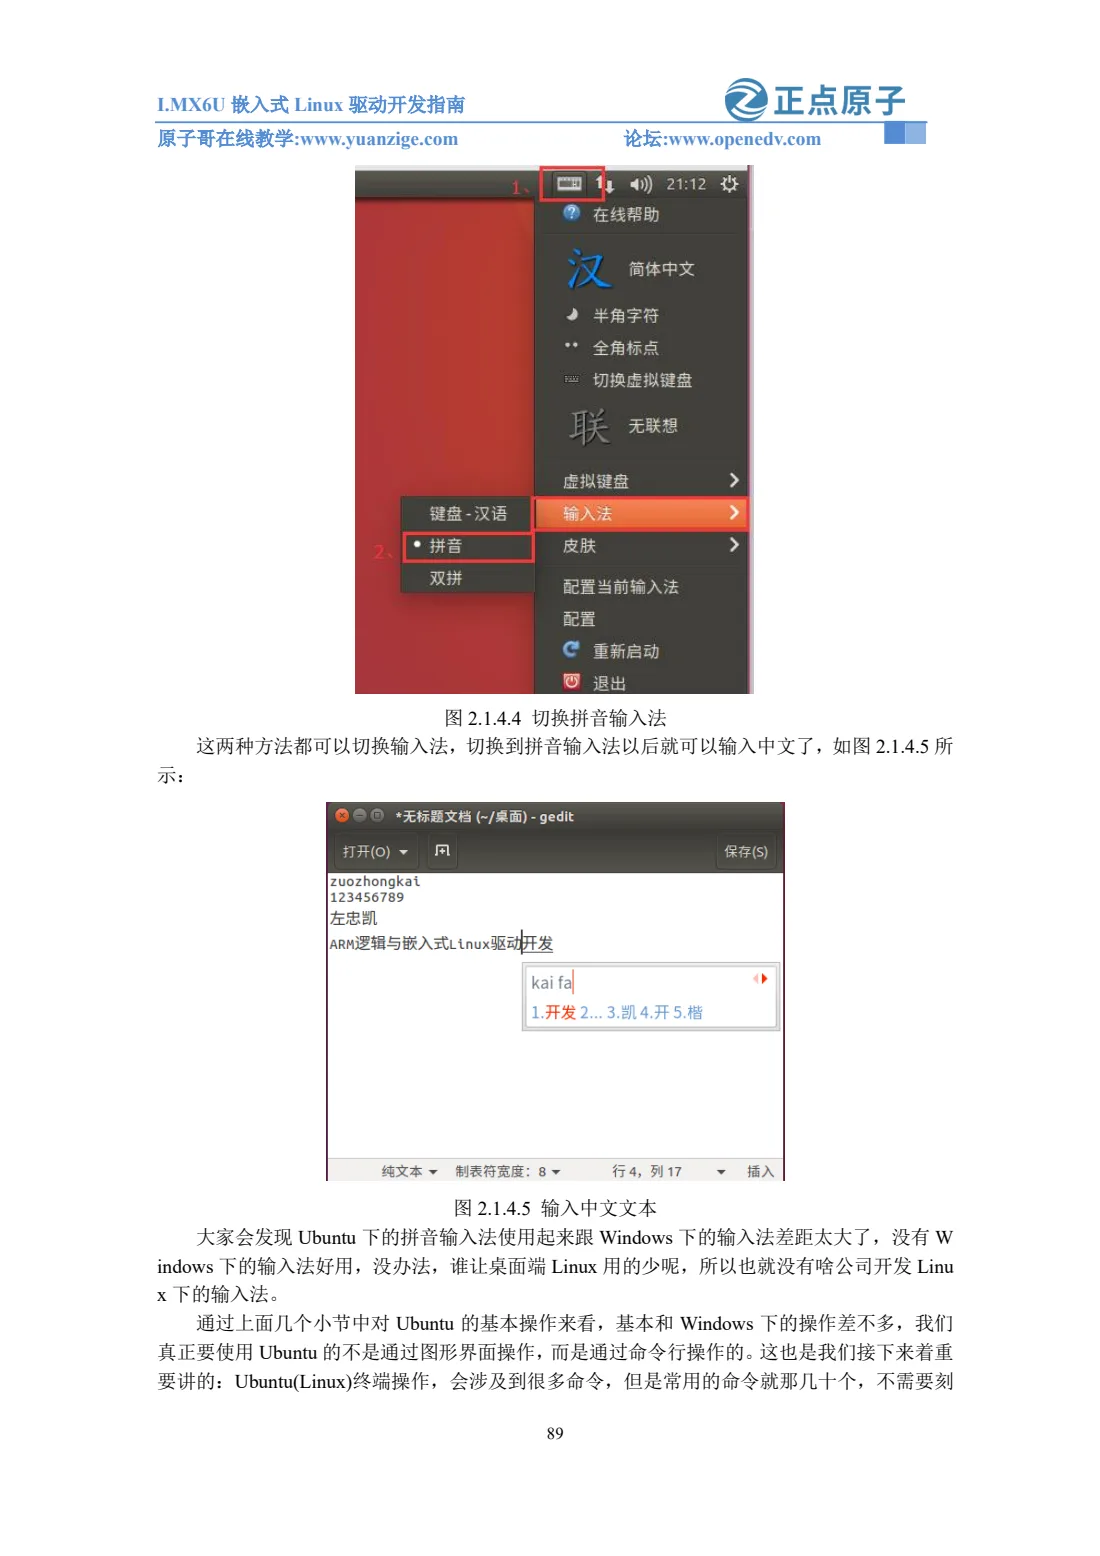 I.MX6U 嵌入式 Linux 驱动开发指南
正点原子
原子哥在线教学:www.yuanzige.com 论坛:www.openedv.com
1、
21:12
在线帮助
汉 简体中文
半角字符
全角标点
切换虚拟键盘
联 无联想
虚拟键盘
键盘 - 汉语
输入法
2、
拼音
皮肤
双拼
配置当前输入法
配置
重新启动
退出
图 2.1.4.4 切换拼音输入法
这两种方法都可以切换输入法，切换到拼音输入法以后就可以输入中文了，如图 2.1.4.5 所
示：
*无标题文档 (~/桌面) - gedit
打开(O) 保存(S)
zuozhongkai
123456789
左忠凯
ARM逻辑与嵌入式Linux驱动开发
kai fa
1.开发 2... 3.凯 4.开 5.楷
纯文本 制表符宽度：8 行 4，列 17 插入
图 2.1.4.5 输入中文文本
大家会发现 Ubuntu 下的拼音输入法使用起来跟 Windows 下的输入法差距太大了，没有 W
indows 下的输入法好用，没办法，谁让桌面端 Linux 用的少呢，所以也就没有啥公司开发 Linu
x 下的输入法。
通过上面几个小节中对 Ubuntu 的基本操作来看，基本和 Windows 下的操作差不多，我们
真正要使用 Ubuntu 的不是通过图形界面操作，而是通过命令行操作的。这也是我们接下来着重
要讲的：Ubuntu(Linux)终端操作，会涉及到很多命令，但是常用的命令就那几十个，不需要刻
89